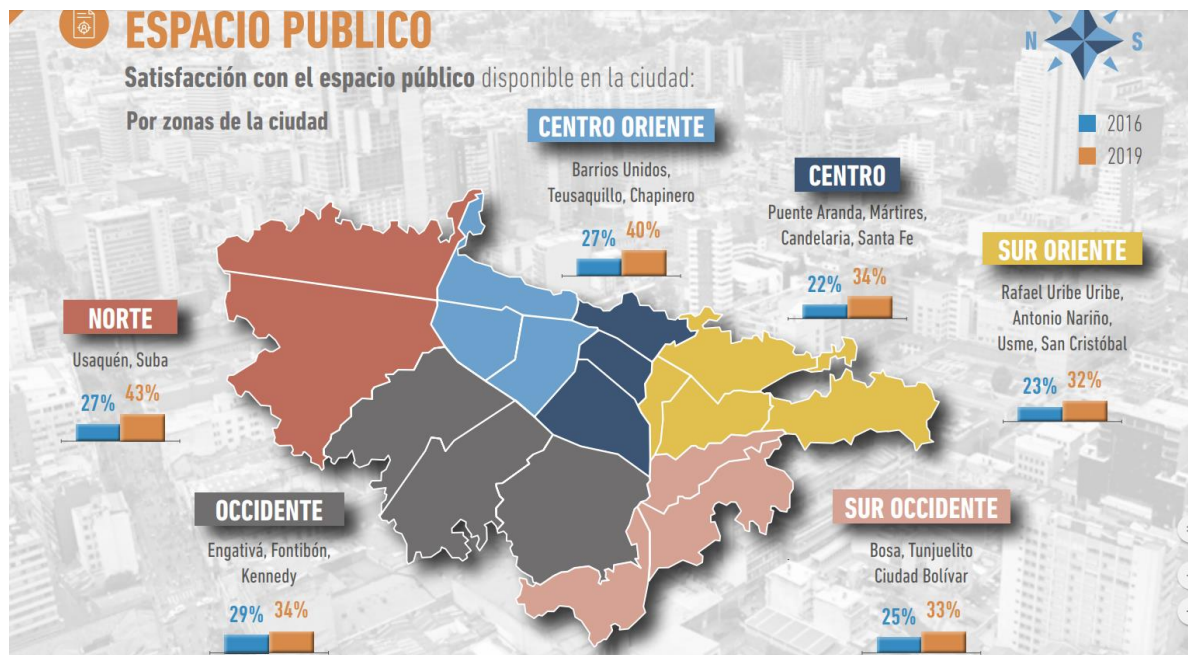 ESPACIO PUBLICO
Satisfacción con el espacio público disponible en la ciudad:
Por zonas de la ciudad
N S
2016
2019
CENTRO ORIENTE
Barrios Unidos,
Teusaquillo, Chapinero
27% 40%
CENTRO
Puente Aranda, Mártires,
Candelaria, Santa Fe
22% 34%
SUR ORIENTE
Rafael Uribe Uribe,
Antonio Nariño,
Usme, San Cristóbal
23% 32%
NORTE
Usaquén, Suba
27% 43%
OCCIDENTE
Engativá, Fontibón,
Kennedy
29% 34%
SUR OCCIDENTE
Bosa, Tunjuelito
Ciudad Bolívar
25% 33%